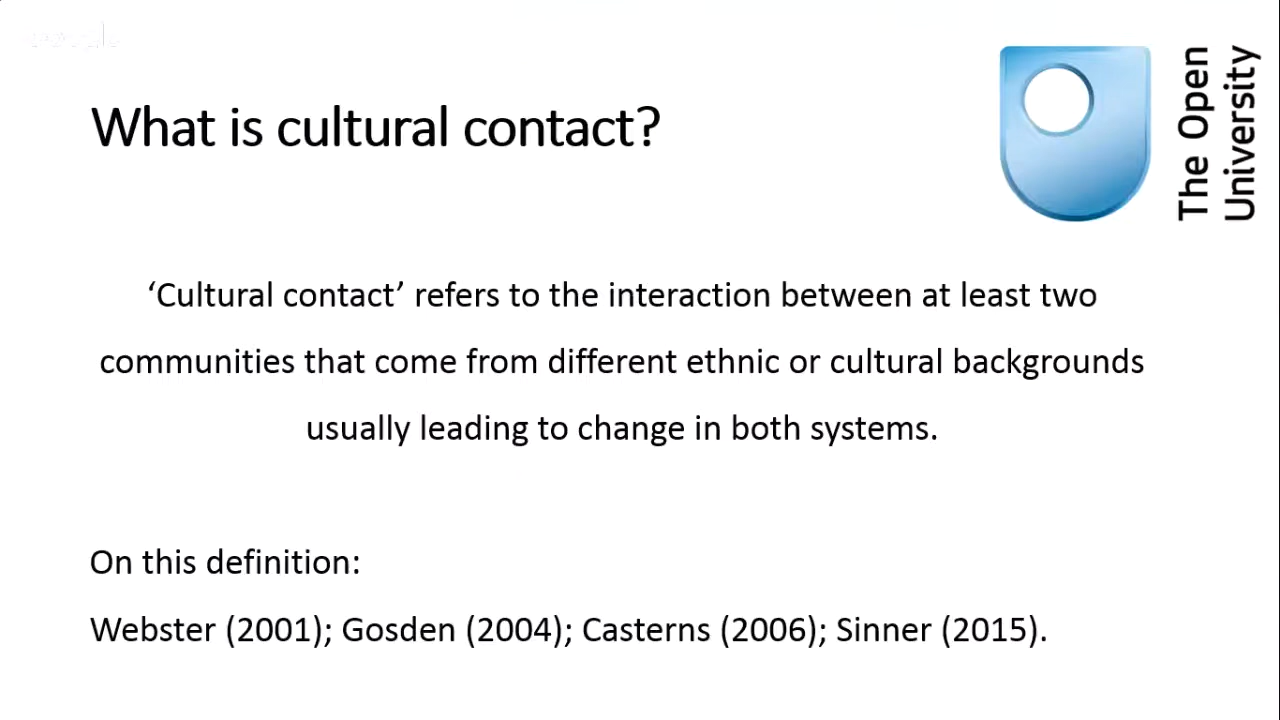 What is cultural contact?
The Open
University
‘Cultural contact’ refers to the interaction between at least two
communities that come from different ethnic or cultural backgrounds
usually leading to change in both systems.
On this definition:
Webster (2001); Gosden (2004); Casterns (2006); Sinner (2015).